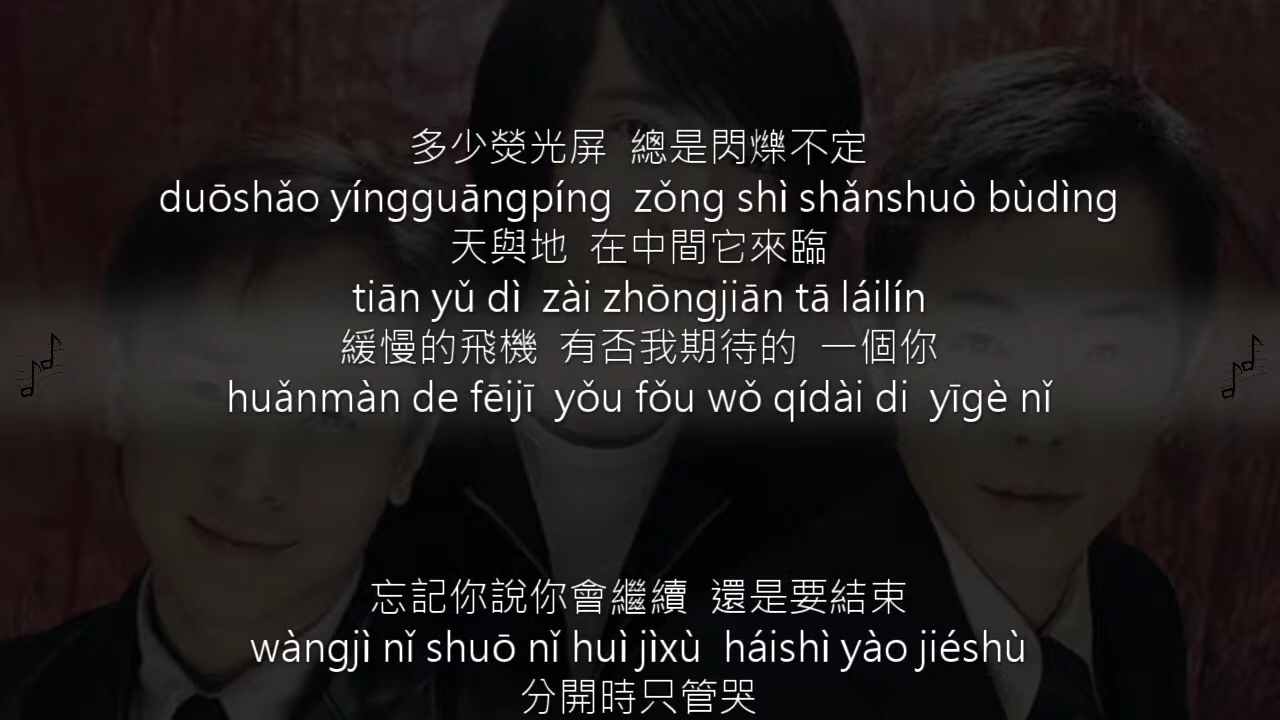 多少熒光屏  總是閃爍不定
duōshǎo yíngguāngpíng  zǒng shì shǎnshuò bùdìng
天與地  在中間它來臨
tiān yǔ dì  zài zhōngjiān tā láilín
緩慢的飛機  有否我期待的  一個你
huǎnmàn de fēijī  yǒu fǒu wǒ qídài di  yīgè nǐ
忘記你說你會繼續  還是要結束
wàngjì nǐ shuō nǐ huì jìxù  háishì yào jiéshù
分開時只管哭